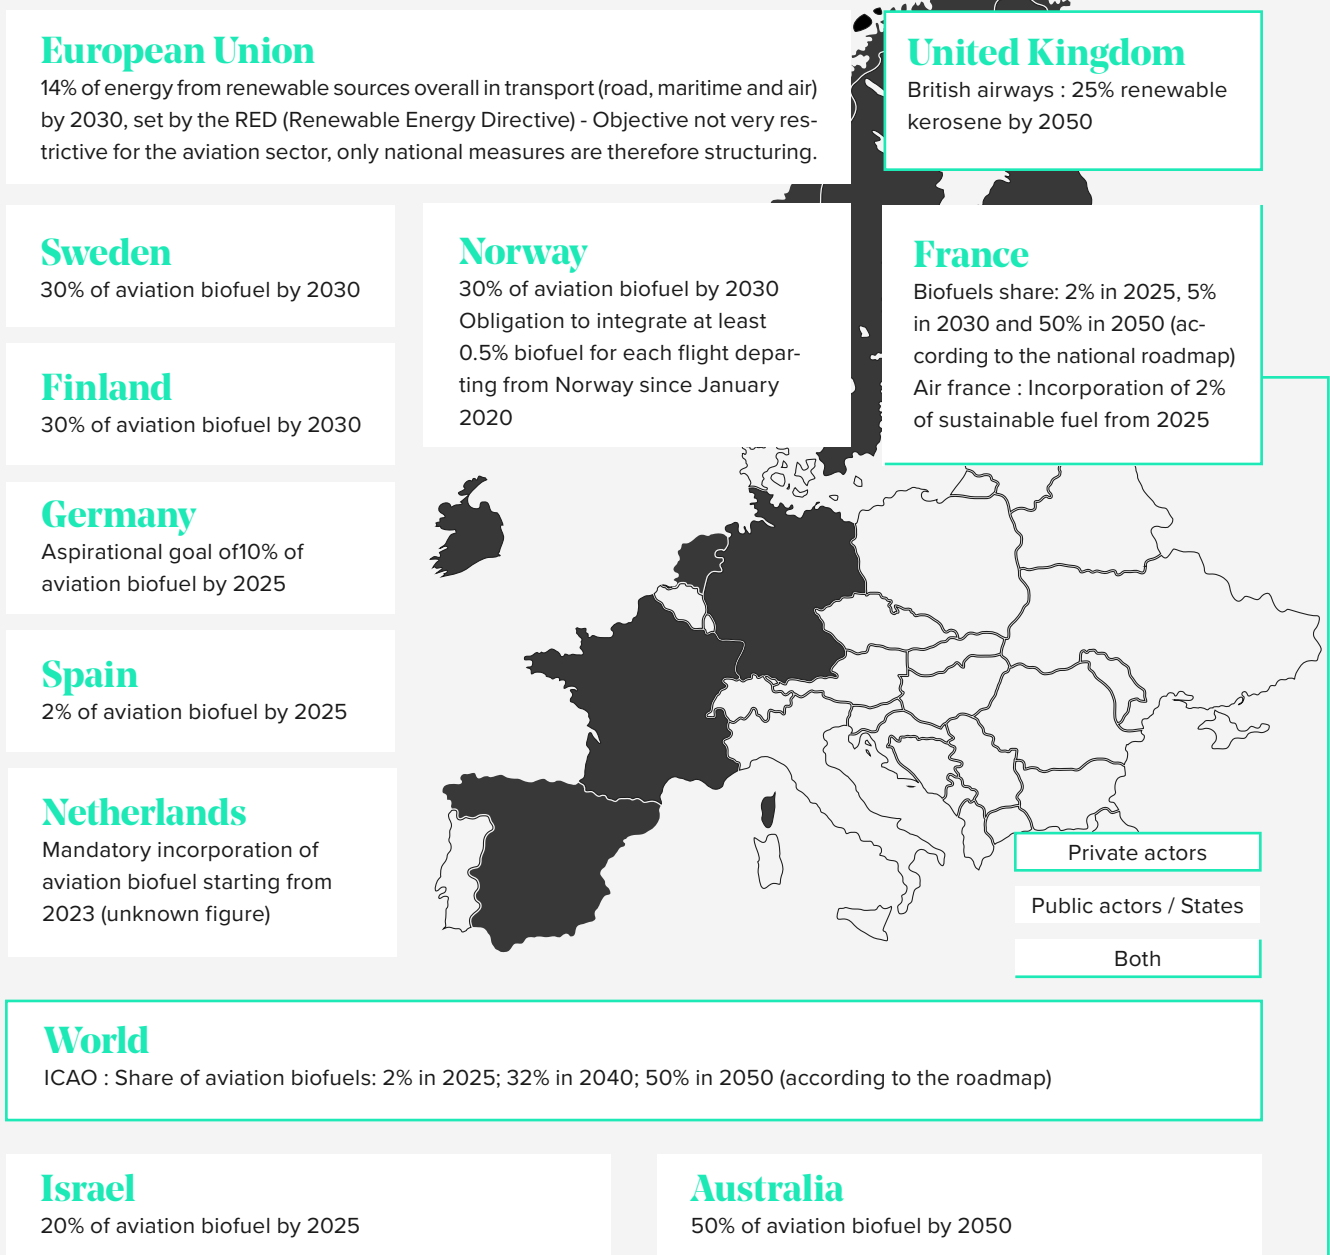 European Union
14% of energy from renewable sources overall in transport (road, maritime and air)
by 2030, set by the RED (Renewable Energy Directive) - Objective not very res-
trictive for the aviation sector, only national measures are therefore structuring.
United Kingdom
British airways : 25% renewable
kerosene by 2050
Sweden
30% of aviation biofuel by 2030
Norway
30% of aviation biofuel by 2030
Obligation to integrate at least
0.5% biofuel for each flight depar-
ting from Norway since January
2020
France
Biofuels share: 2% in 2025, 5%
in 2030 and 50% in 2050 (ac-
cording to the national roadmap)
Air france : Incorporation of 2%
of sustainable fuel from 2025
Finland
30% of aviation biofuel by 2030
Germany
Aspirational goal of10% of
aviation biofuel by 2025
Spain
2% of aviation biofuel by 2025
Netherlands
Mandatory incorporation of
aviation biofuel starting from
2023 (unknown figure)
Private actors
Public actors / States
Both
World
ICAO : Share of aviation biofuels: 2% in 2025; 32% in 2040; 50% in 2050 (according to the roadmap)
Israel
20% of aviation biofuel by 2025
Australia
50% of aviation biofuel by 2050